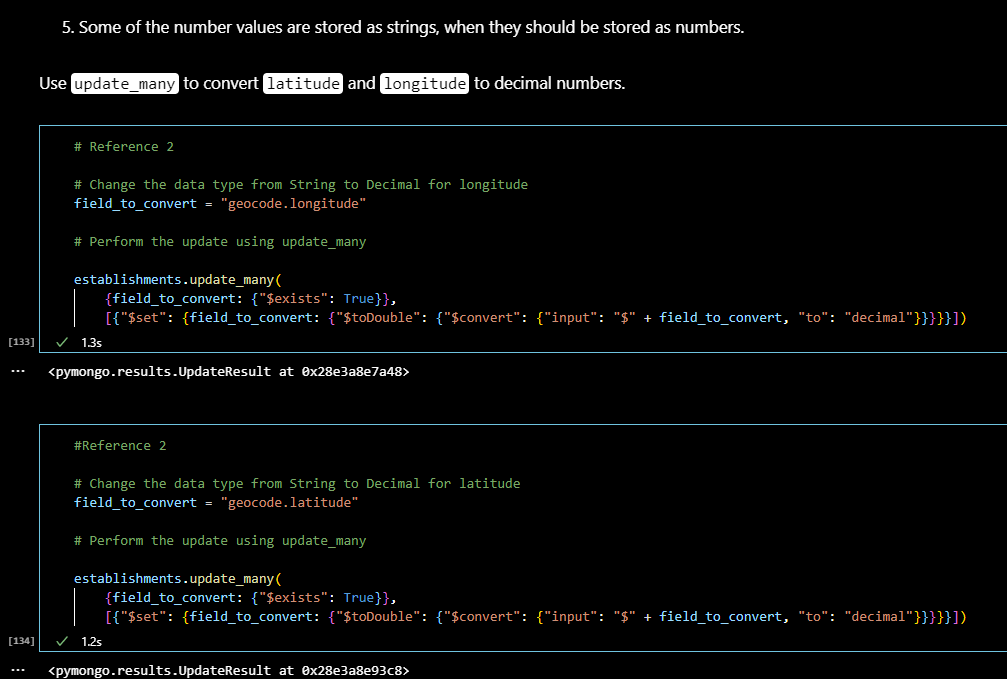 5. Some of the number values are stored as strings, when they should be stored as numbers.
Use update_many to convert latitude and longitude to decimal numbers.
# Reference 2
# Change the data type from String to Decimal for longitude
field_to_convert = "geocode.longitude"
# Perform the update using update_many
establishments.update_many(
{field_to_convert: {"$exists": True}},
[{"$set": {field_to_convert: {"$toDouble": {"$convert": {"input": "$" + field_to_convert, "to": "decimal"}}}}}])
[133] ✓ 1.3s
... <pymongo.results.UpdateResult at 0x28e3a8e7a48>
#Reference 2
# Change the data type from String to Decimal for latitude
field_to_convert = "geocode.latitude"
# Perform the update using update_many
establishments.update_many(
{field_to_convert: {"$exists": True}},
[{"$set": {field_to_convert: {"$toDouble": {"$convert": {"input": "$" + field_to_convert, "to": "decimal"}}}}}])
[134] ✓ 1.2s
... <pymongo.results.UpdateResult at 0x28e3a8e93c8>